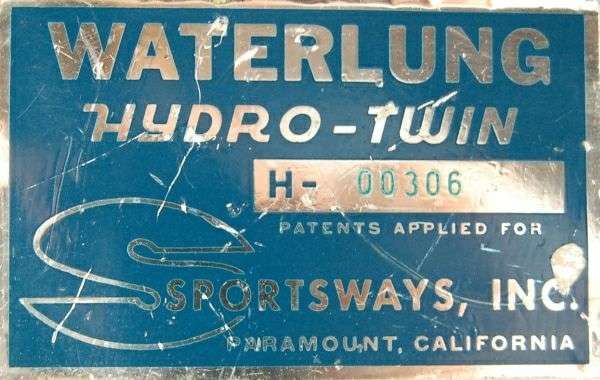 WATERLUNG
HYDRO-TWIN
H- 00306
PATENTS APPLIED FOR
SPORTSWAYS, INC.
PARAMOUNT, CALIFORNIA